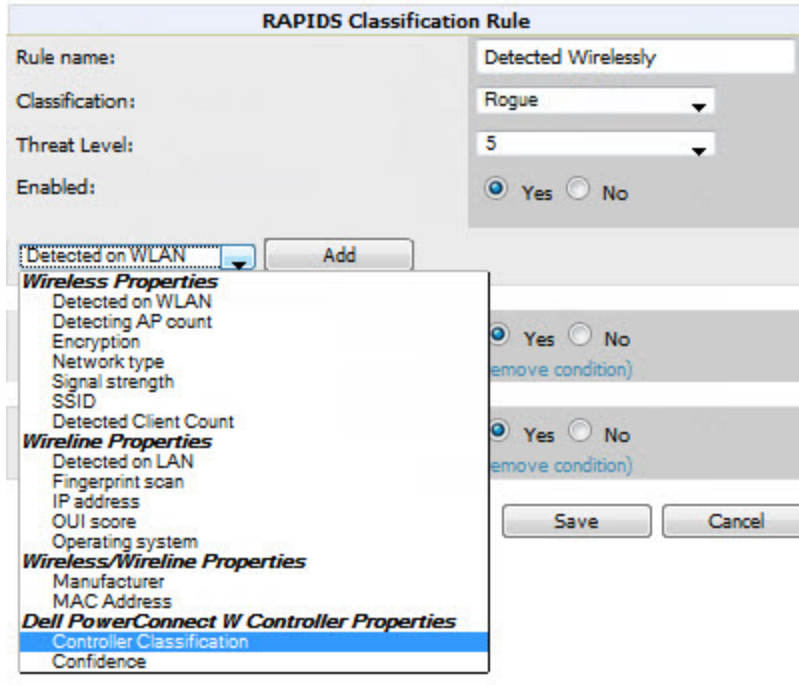 RAPIDS Classification Rule
Rule name: Detected Wirelessly
Classification: Rogue
Threat Level: 5
Enabled: Yes No
Detected on WLAN Add
Wireless Properties
Detected on WLAN
Detecting AP count
Encryption
Network type
Signal strength
SSID
Detected Client Count
Wireline Properties
Detected on LAN
Fingerprint scan
IP address
OUI score
Operating system
Wireless/Wireline Properties
Manufacturer
MAC Address
Dell PowerConnect W Controller Properties
Controller Classification
Confidence
Yes No
emove condition)
Yes No
emove condition)
Save Cancel